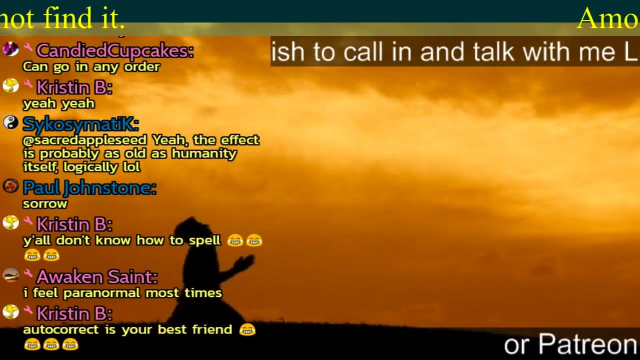 not find it.
Amo
ish to call in and talk with me L
CandiedCupcakes:
Can go in any order
Kristin B:
yeah yeah
SykosymatiK:
@sacredappleseed Yeah, the effect
is probably as old as humanity
itself, logically lol
Paul Johnstone:
sorrow
Kristin B:
y'all don't know how to spell 😂😂
😂😂
Awaken Saint:
i feel paranormal most times
Kristin B:
autocorrect is your best friend 😂
😂😂😂
or Patreon